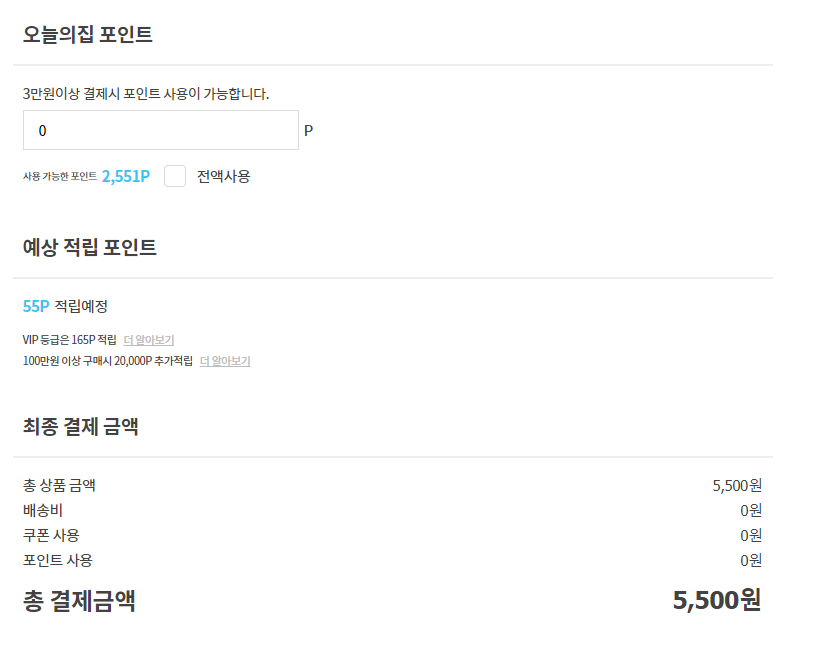 오늘의집 포인트
3만원이상 결제시 포인트 사용이 가능합니다.
0 P
사용 가능한 포인트 2,551P 전액사용
예상 적립 포인트
55P 적립예정
VIP 등급은 165P 적립 더 알아보기
100만원 이상 구매시 20,000P 추가적립 더 알아보기
최종 결제 금액
총 상품 금액 5,500원
배송비 0원
쿠폰 사용 0원
포인트 사용 0원
총 결제금액 5,500원